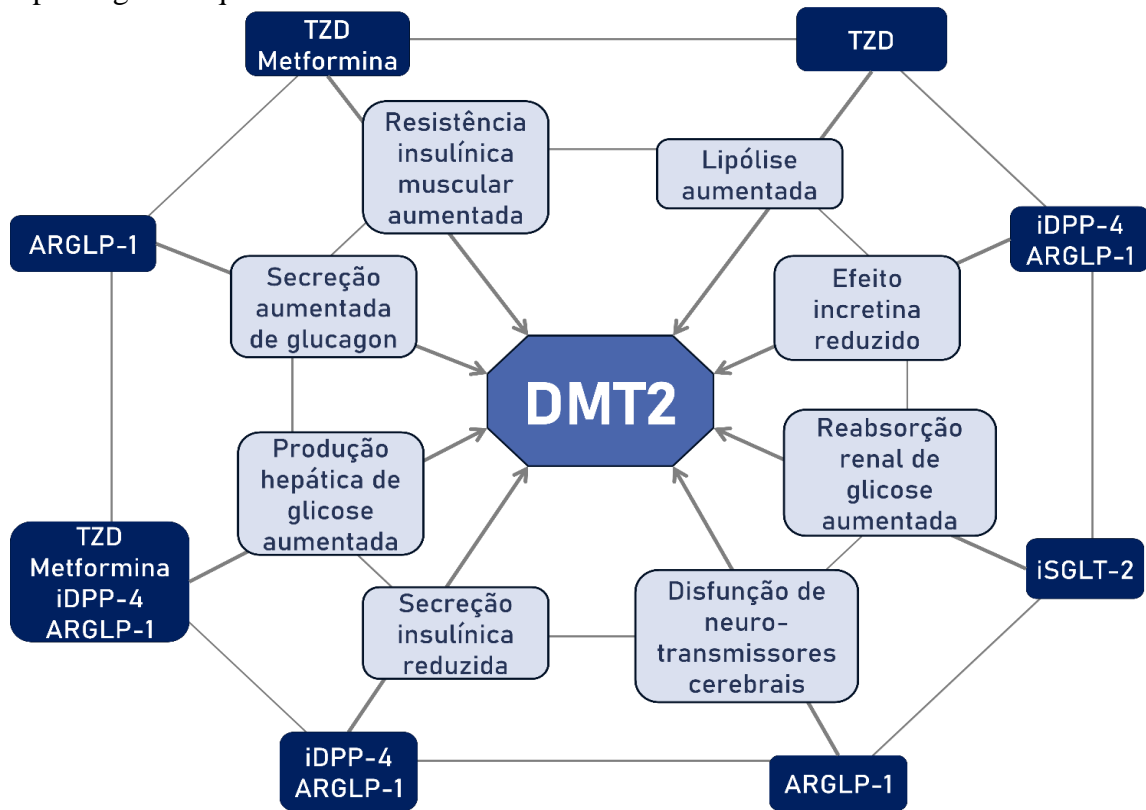 TZD
Metformina
TZD
Resistência
insulínica
muscular
aumentada
Lipólise
aumentada
ARGLP-1
iDPP-4
ARGLP-1
Secreção
aumentada
de glucagon
Efeito
incretina
reduzido
DMT2
Produção
hepática de
glicose
aumentada
Reabsorção
renal de
glicose
aumentada
TZD
Metformina
iDPP-4
ARGLP-1
iSGLT-2
Secreção
insulínica
reduzida
Disfunção de
neuro-
transmissores
cerebrais
iDPP-4
ARGLP-1
ARGLP-1